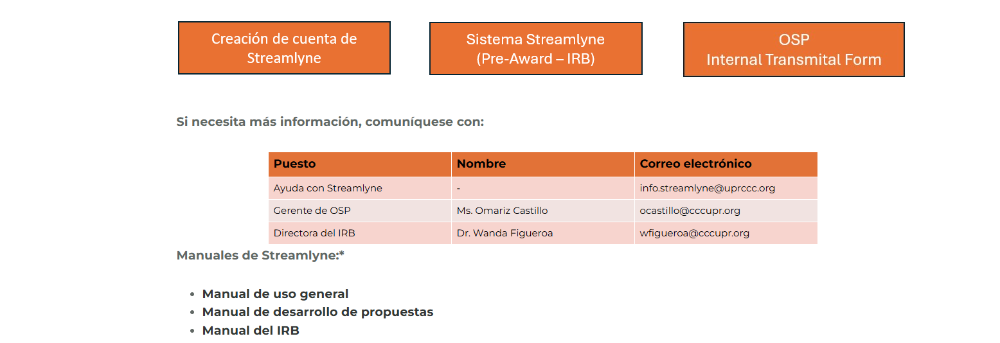 Creación de cuenta de
Streamlyne
Sistema Streamlyne
(Pre-Award – IRB)
OSP
Internal Transmital Form
Si necesita más información, comuníquese con:
Puesto Nombre Correo electrónico
Ayuda con Streamlyne - info.streamlyne@uprccc.org
Gerente de OSP Ms. Omariz Castillo ocastillo@cccupr.org
Directora del IRB Dr. Wanda Figueroa wfigueroa@cccupr.org
Manuales de Streamlyne:*
• Manual de uso general
• Manual de desarrollo de propuestas
• Manual del IRB